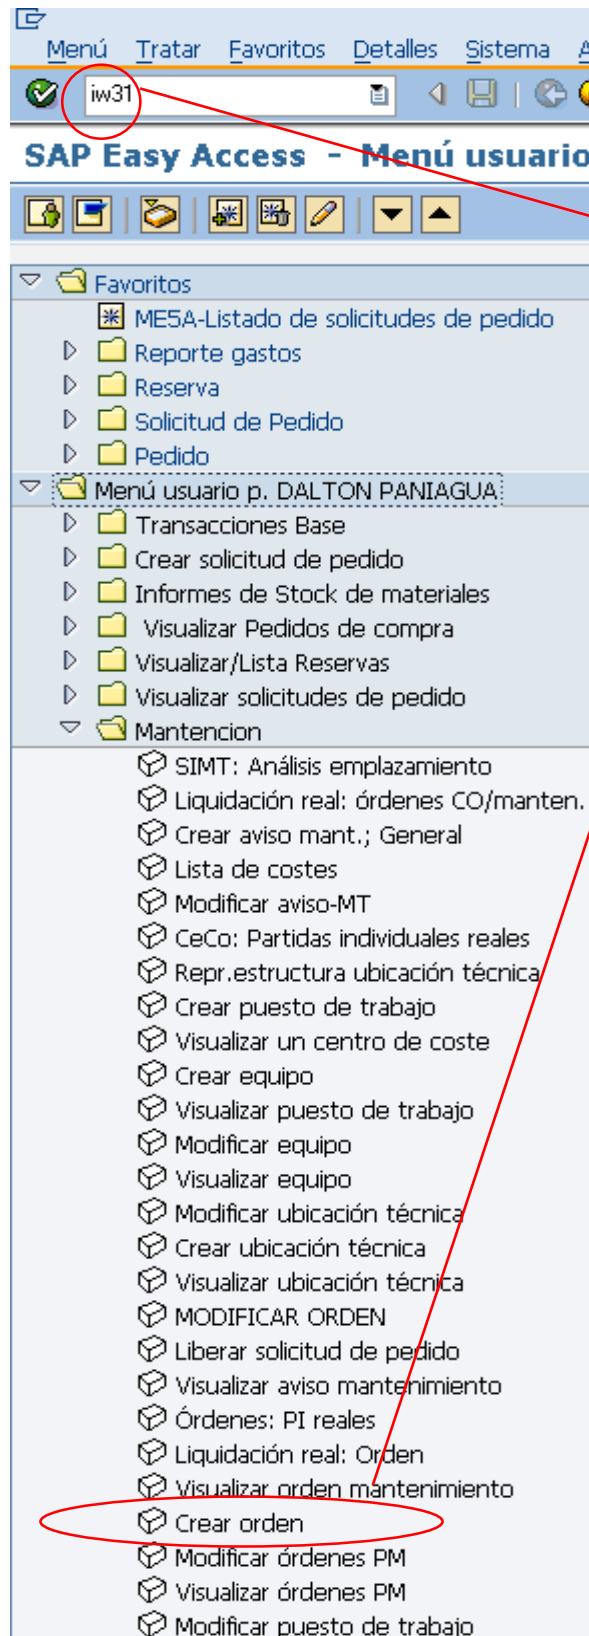 Menú Tratar Favoritos Detalles Sistema
iw31
SAP Easy Access - Menú usuario
Favoritos
ME5A-Listado de solicitudes de pedido
Reporte gastos
Reserva
Solicitud de Pedido
Pedido
Menú usuario p. DALTON PANIAGUA
Transacciones Base
Crear solicitud de pedido
Informes de Stock de materiales
Visualizar Pedidos de compra
Visualizar/Lista Reservas
Visualizar solicitudes de pedido
Mantencion
SIMT: Análisis emplazamiento
Liquidación real: órdenes CO/manten.
Crear aviso mant.; General
Lista de costes
Modificar aviso-MT
CeCo: Partidas individuales reales
Repr.estructura ubicación técnica
Crear puesto de trabajo
Visualizar un centro de coste
Crear equipo
Visualizar puesto de trabajo
Modificar equipo
Visualizar equipo
Modificar ubicación técnica
Crear ubicación técnica
Visualizar ubicación técnica
MODIFICAR ORDEN
Liberar solicitud de pedido
Visualizar aviso mantenimiento
Órdenes: PI reales
Liquidación real: Orden
Visualizar orden mantenimiento
Crear orden
Modificar órdenes PM
Visualizar órdenes PM
Modificar puesto de trabajo